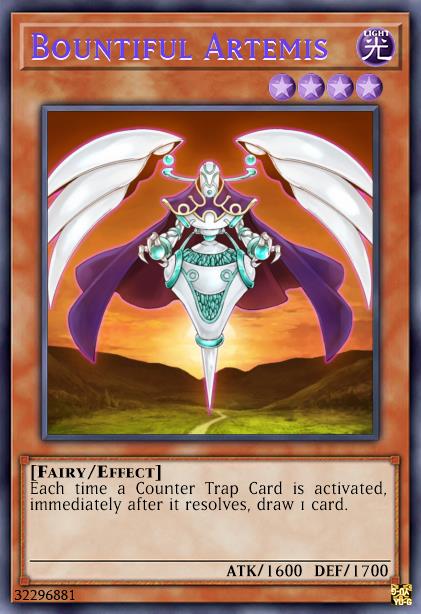 Bountiful Artemis
LIGHT
光
[Fairy/Effect]
Each time a Counter Trap Card is activated,
immediately after it resolves, draw 1 card.
ATK/1600 DEF/1700
32296881